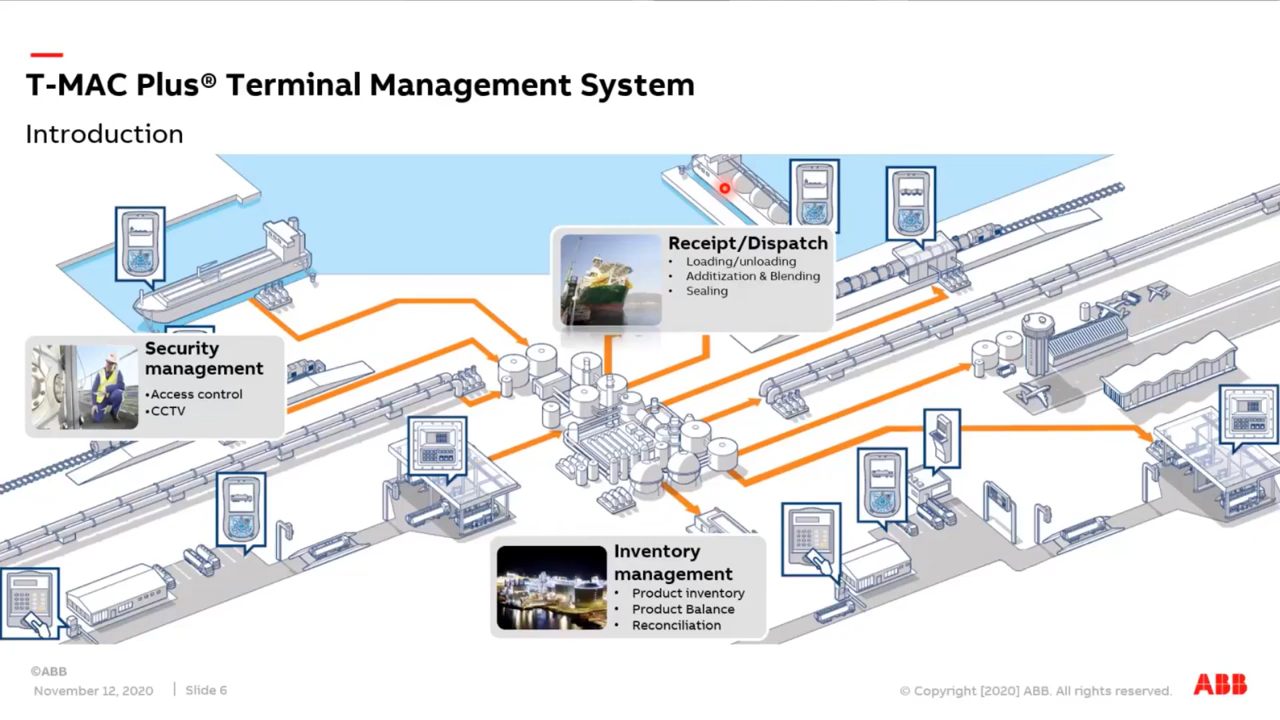 T-MAC Plus® Terminal Management System
Introduction
Receipt/Dispatch
• Loading/unloading
• Additization & Blending
• Sealing
Security
management
•Access control
•CCTV
Inventory
management
• Product inventory
• Product Balance
• Reconciliation
©ABB
November 12, 2020 | Slide 6
© Copyright [2020] ABB. All rights reserved.
ABB